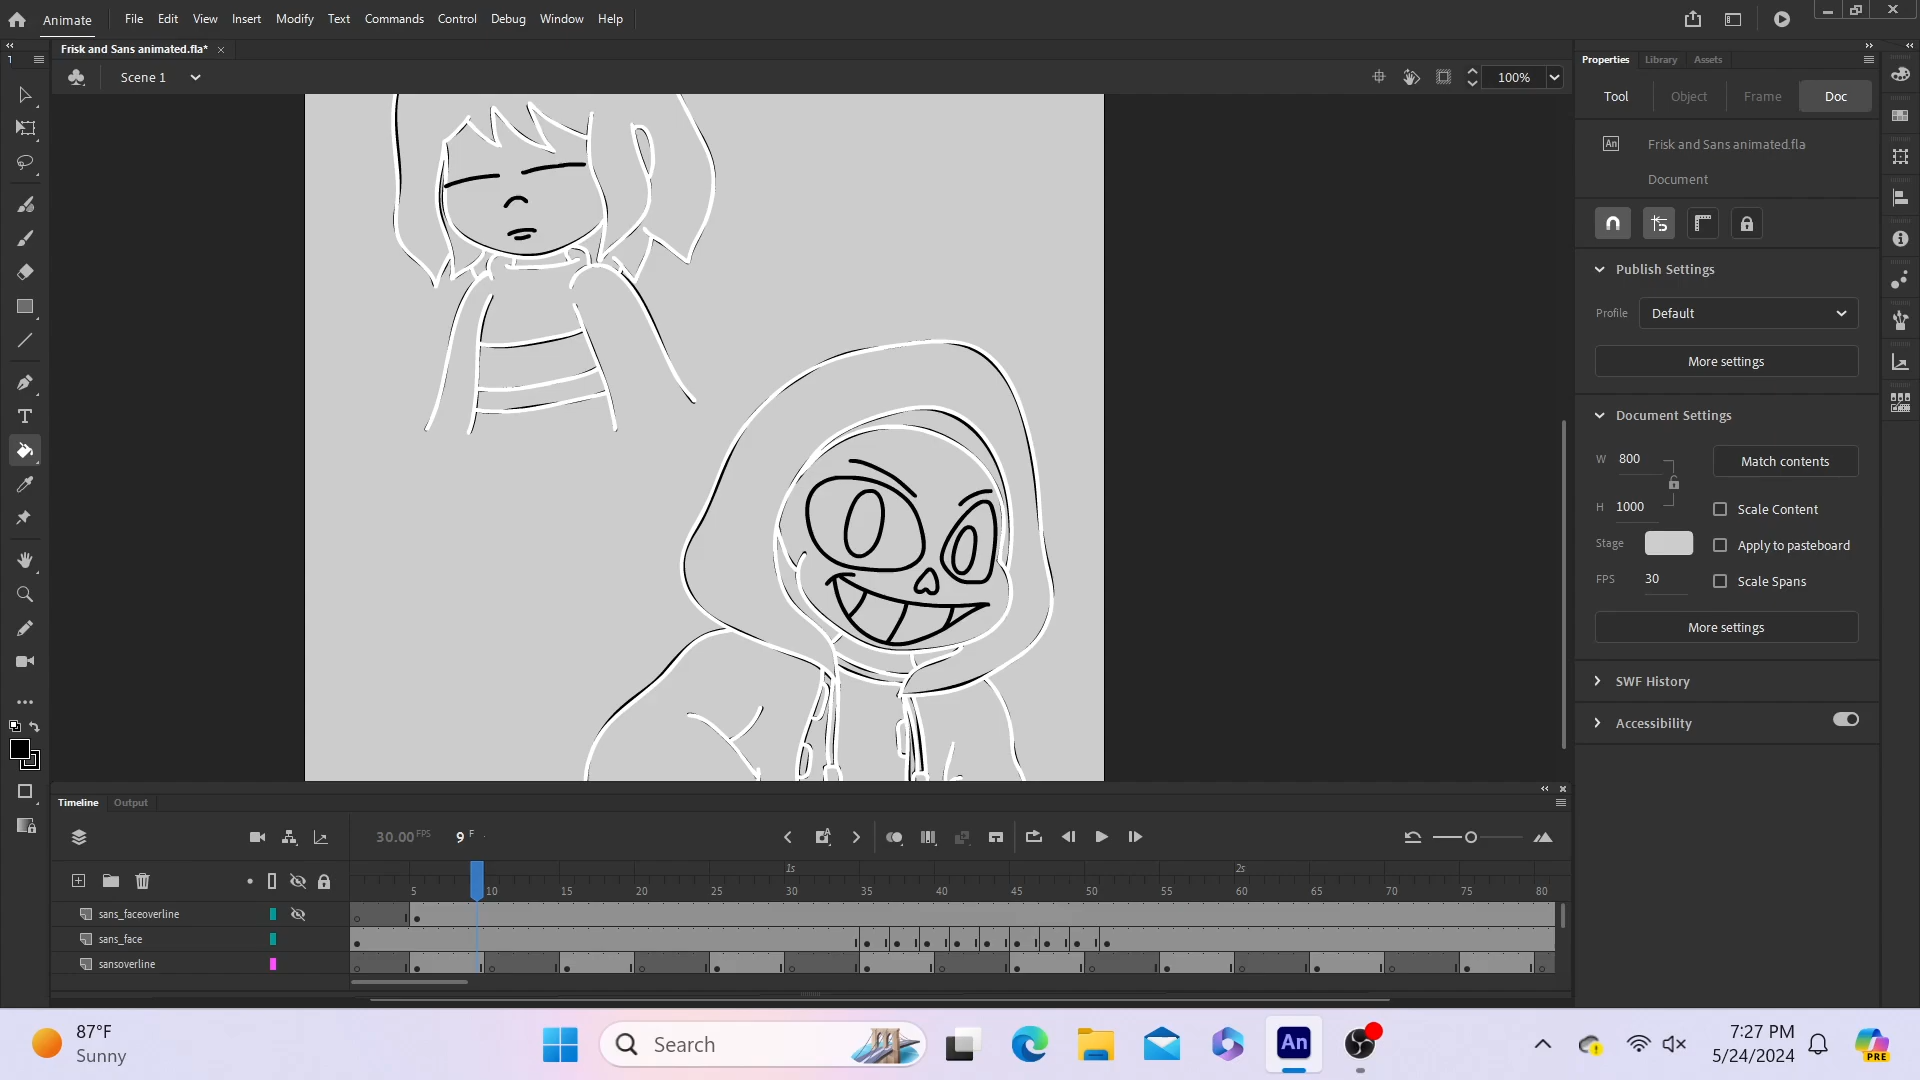 Animate
File Edit View Insert Modify Text Commands Control Debug Window Help
Frisk and Sans animated.fla*
1
Scene 1
100%
Properties Library Assets
Tool Object Frame Doc
An
Frisk and Sans animated.fla
Document
Publish Settings
Profile Default
More settings
Document Settings
W 800
Match contents
H 1000
Scale Content
Stage
Apply to pasteboard
FPS 30
Scale Spans
More settings
SWF History
Accessibility
Timeline Output
30.00 FPS 9 F
1s 2s
5 10 15 20 25 30 35 40 45 50 55 60 65 70 75 80
sans_faceoverline
sans_face
sansoverline
87°F
Sunny
Search
An
7:27 PM
5/24/2024
PRE